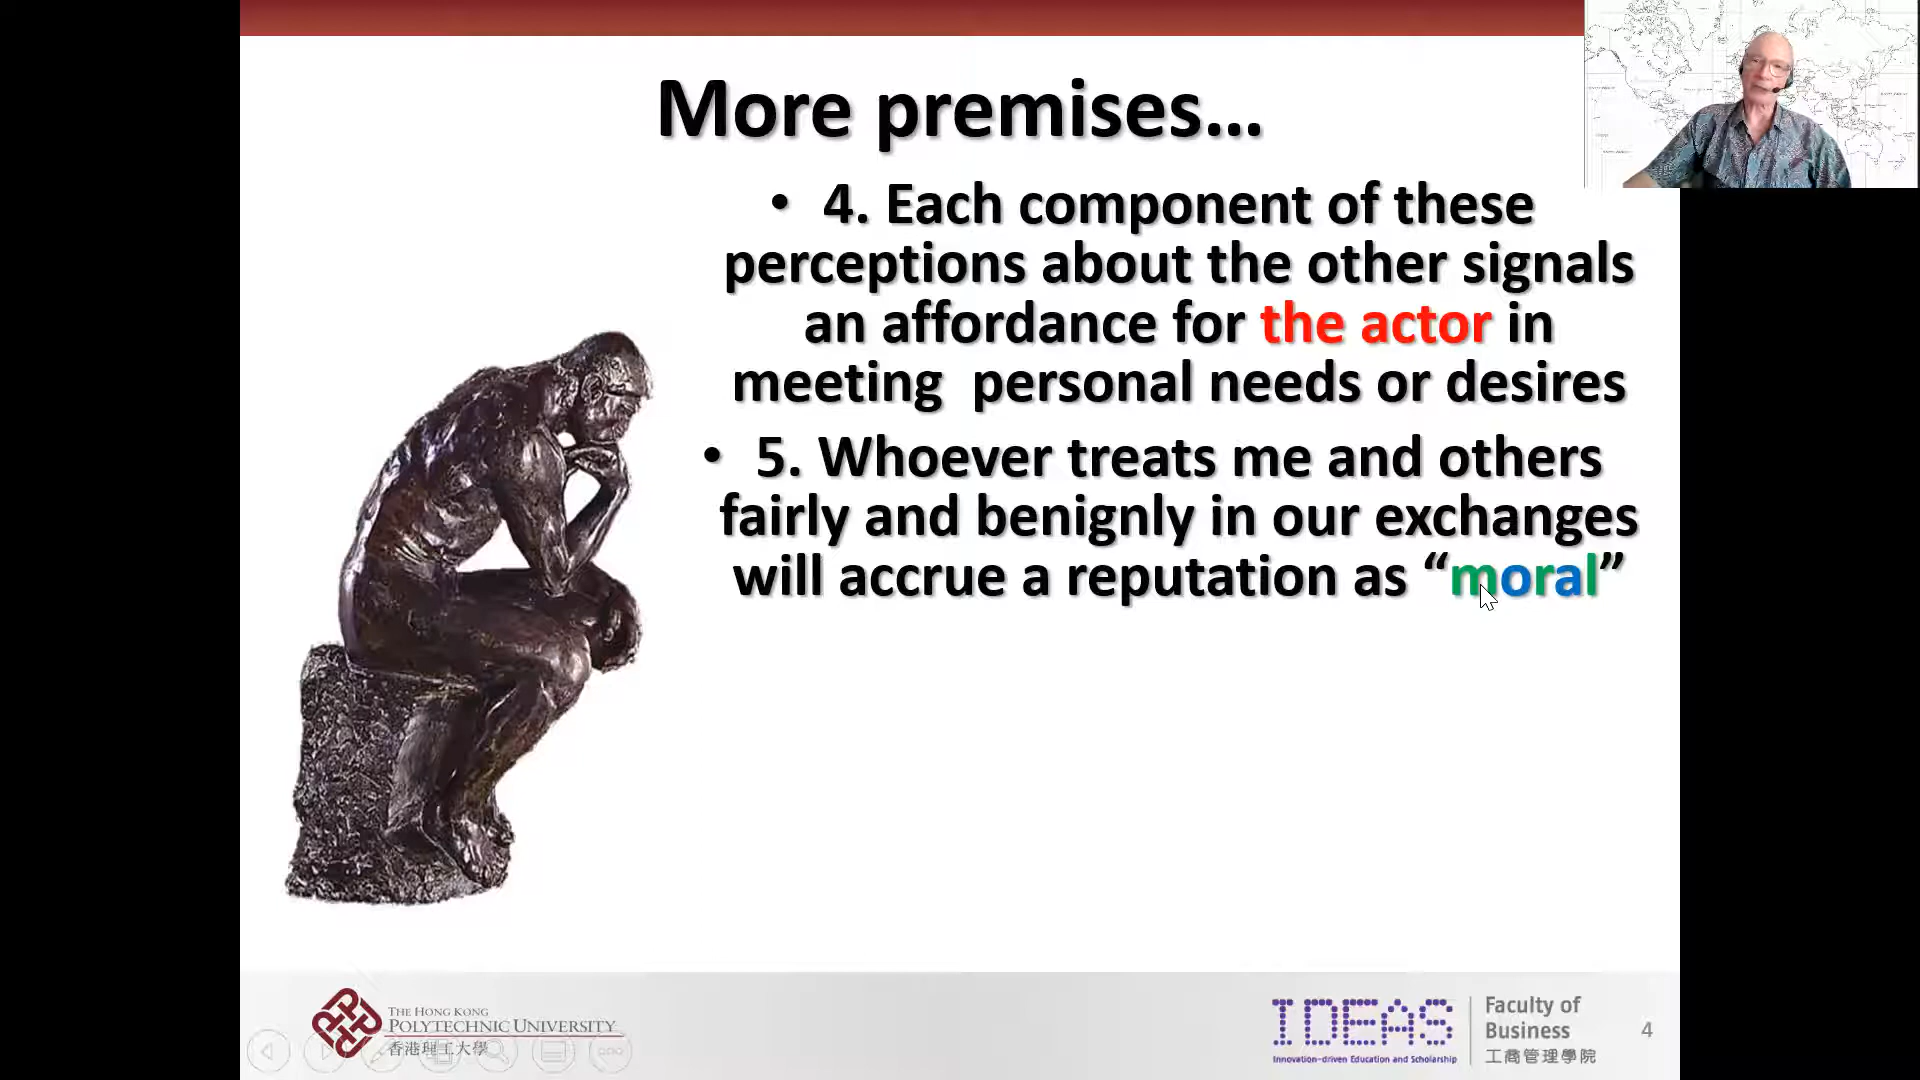 More premises...
• 4. Each component of these
perceptions about the other signals
an affordance for the actor in
meeting personal needs or desires
• 5. Whoever treats me and others
fairly and benignly in our exchanges
will accrue a reputation as “moral”
THE HONG KONG
POLYTECHNIC UNIVERSITY
香港理工大學
IDEAS
Innovation-driven Education and Scholarship
Faculty of
Business
工商管理學院
4